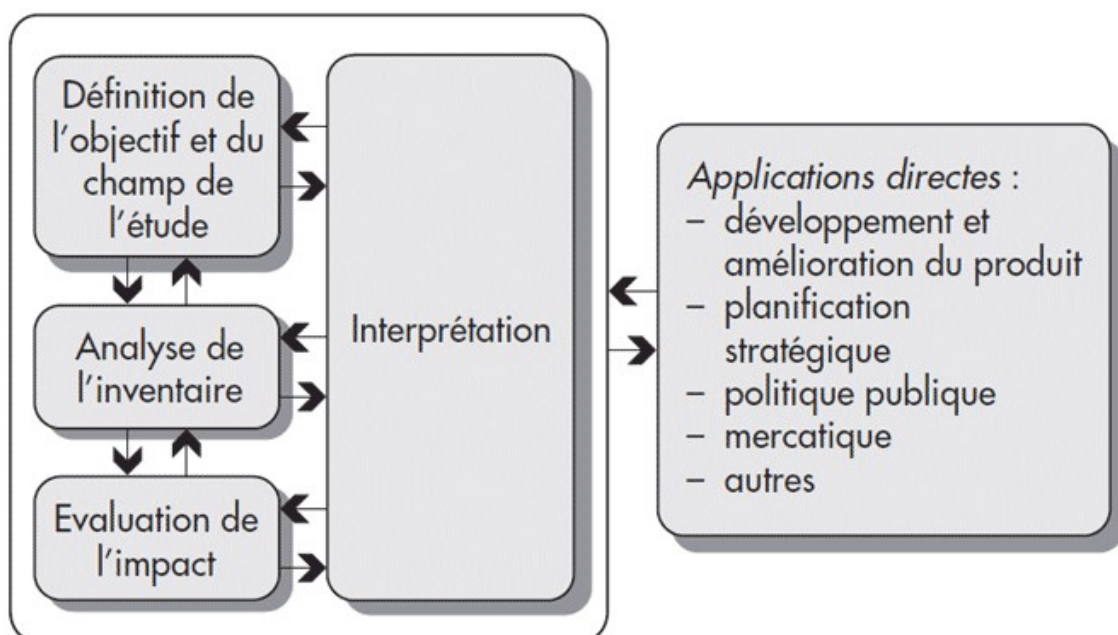 Définition de
l'objectif et du
champ de
l'étude
Analyse de
l'inventaire
Evaluation de
l'impact
Interprétation
Applications directes :
– développement et
amélioration du produit
– planification
stratégique
– politique publique
– mercatique
– autres